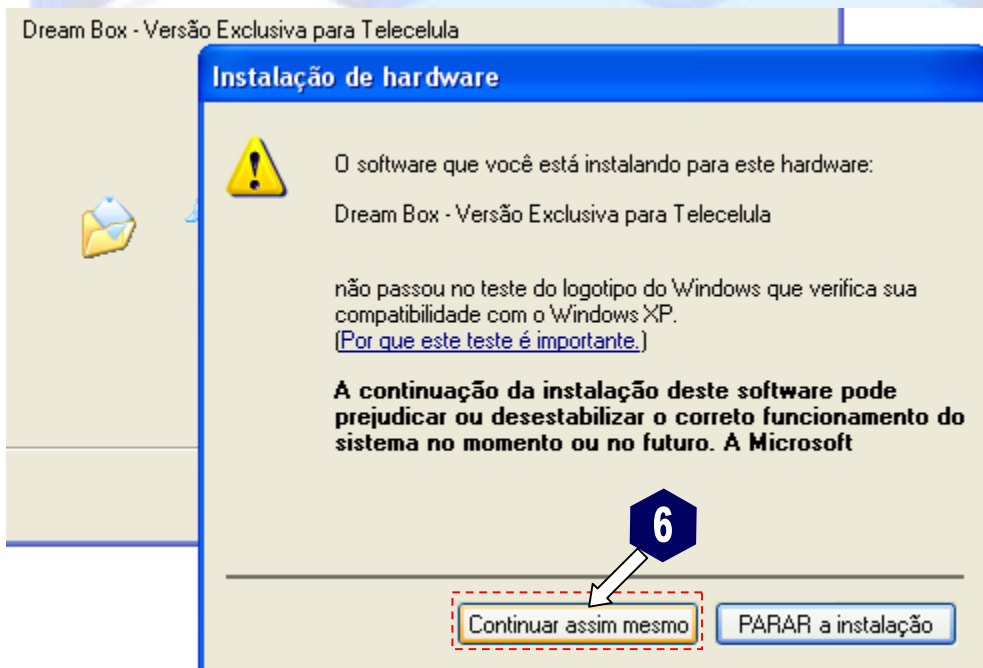 Dream Box - Versão Exclusiva para Telecelula
Instalação de hardware
O software que você está instalando para este hardware:
Dream Box - Versão Exclusiva para Telecelula
não passou no teste do logotipo do Windows que verifica sua
compatibilidade com o Windows XP.
(Por que este teste é importante.)
A continuação da instalação deste software pode
prejudicar ou desestabilizar o correto funcionamento do
sistema no momento ou no futuro. A Microsoft
6
Continuar assim mesmo
PARAR a instalação